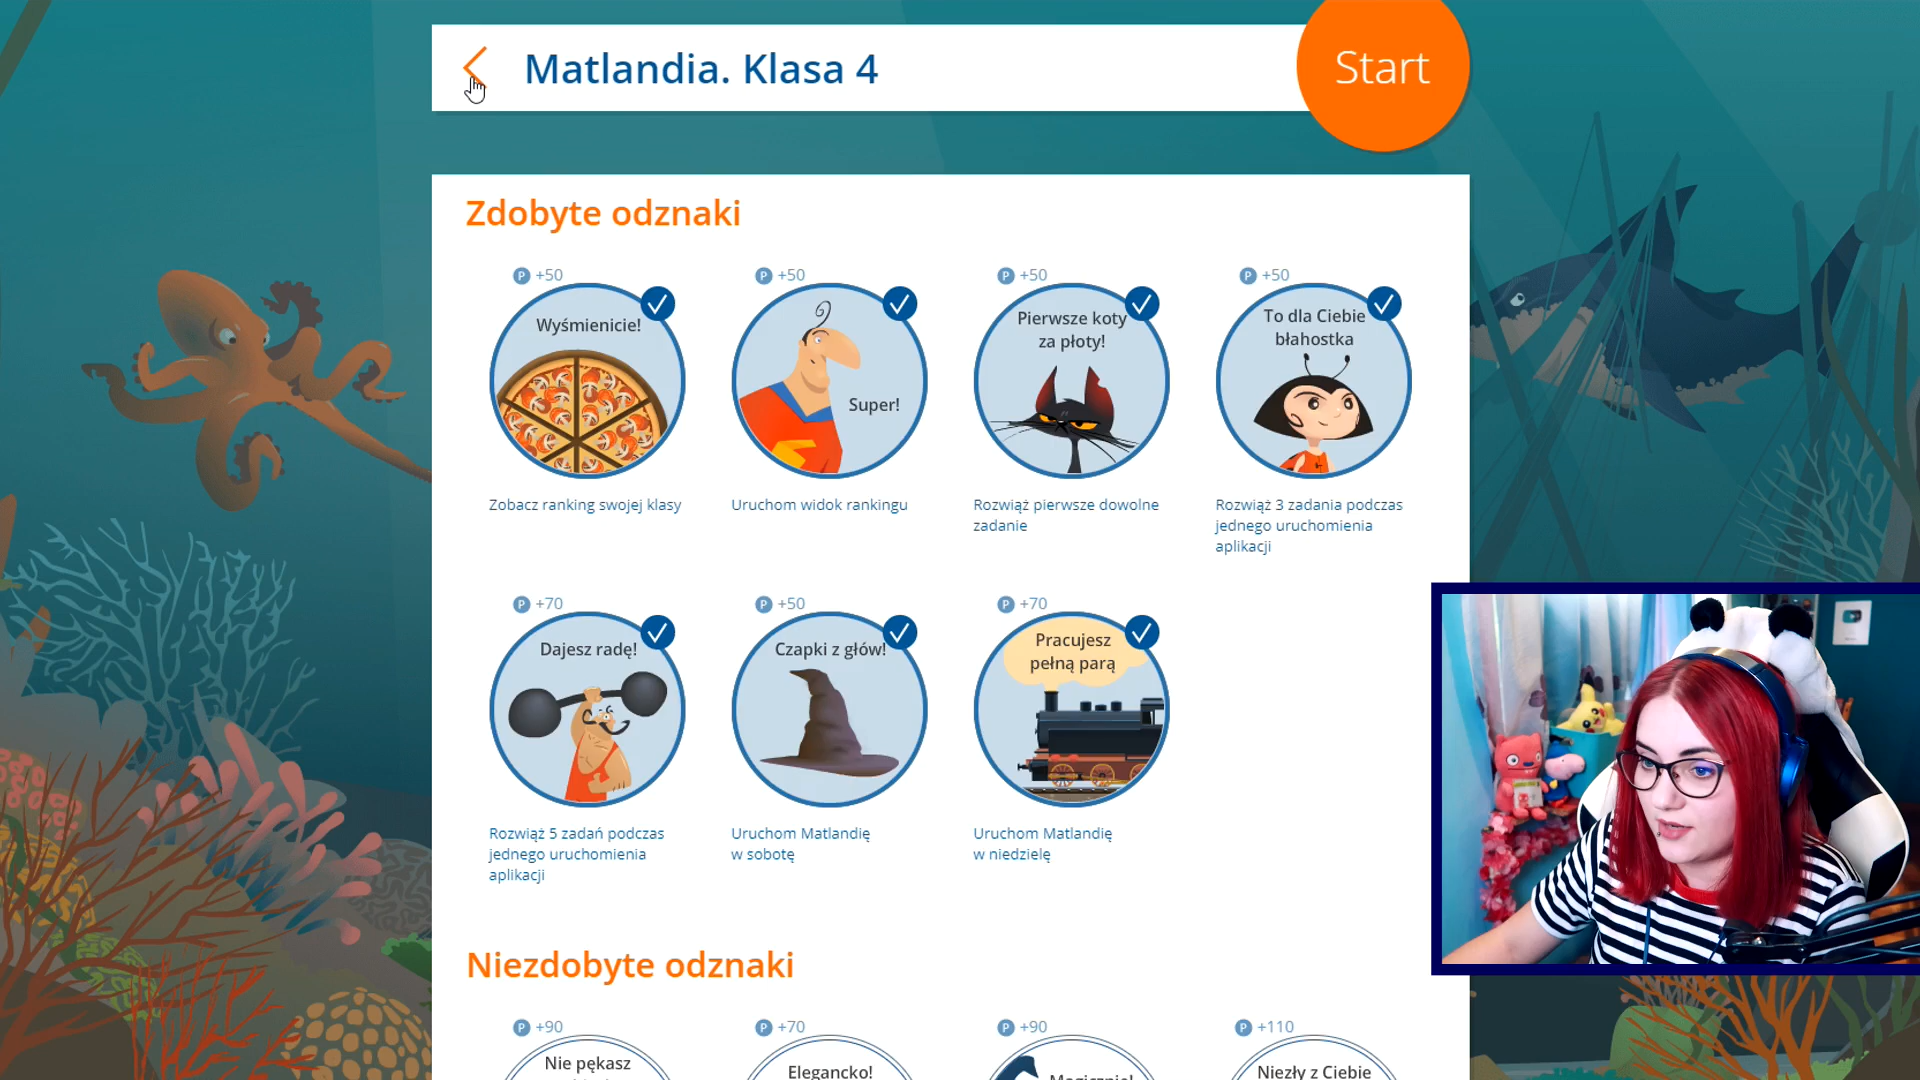 Matlandia. Klasa 4
Start
Zdobyte odznaki
P +50
P +50
P +50
P +50
Wyśmienicie!
Super!
Pierwsze koty
za płoty!
To dla Ciebie
błahostka
Zobacz ranking swojej klasy
Uruchom widok rankingu
Rozwiąż pierwsze dowolne
zadanie
Rozwiąż 3 zadania podczas
jednego uruchomienia
aplikacji
P +70
P +50
P +70
Dajesz radę!
Czapki z głów!
Pracujesz
pełną parą
Rozwiąż 5 zadań podczas
jednego uruchomienia
aplikacji
Uruchom Matlandię
w sobotę
Uruchom Matlandię
w niedzielę
Niezdobyte odznaki
P +90
P +70
P +90
P +110
Nie pękasz
Elegancko!
Magicznie!
Nieźły z Ciebie